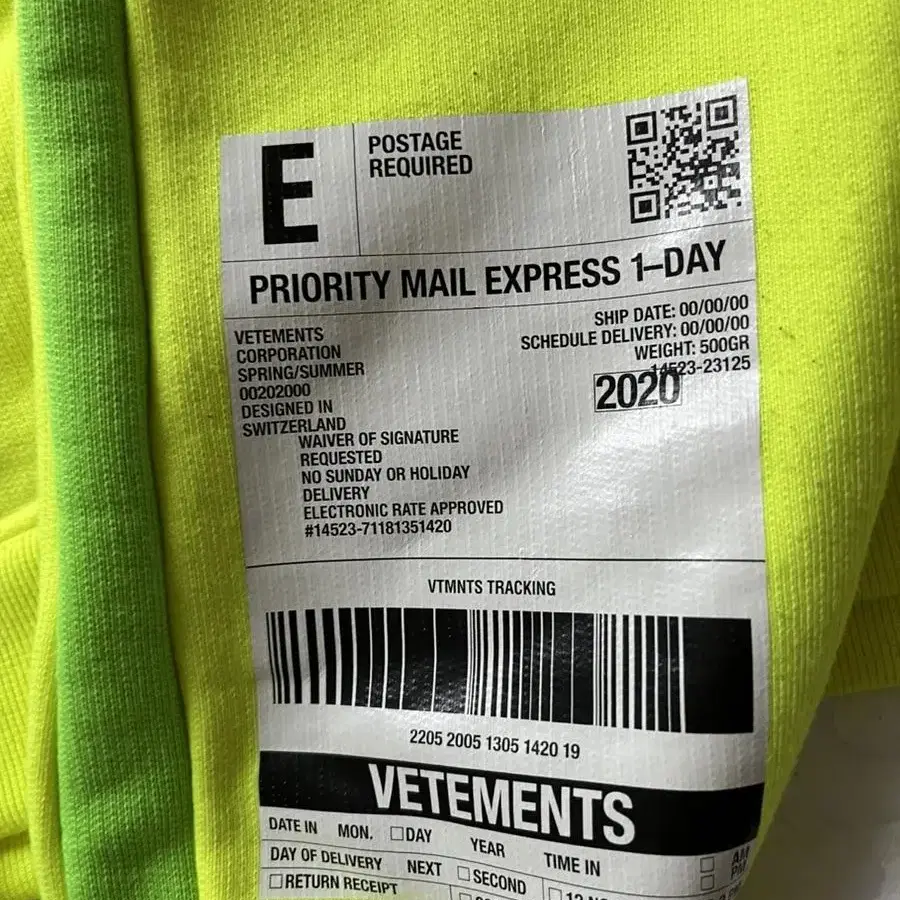 E
POSTAGE
REQUIRED
PRIORITY MAIL EXPRESS 1–DAY
VETEMENTS
CORPORATION
SPRING/SUMMER
00202000
DESIGNED IN
SWITZERLAND
WAIVER OF SIGNATURE
REQUESTED
NO SUNDAY OR HOLIDAY
DELIVERY
ELECTRONIC RATE APPROVED
#14523-71181351420
SHIP DATE: 00/00/00
SCHEDULE DELIVERY: 00/00/00
WEIGHT: 500GR
14523-23125
2020
VTMNTS TRACKING
2205 2005 1305 1420 19
VETEMENTS
DATE IN MON. DAY YEAR TIME IN AM
PM
DAY OF DELIVERY NEXT SECOND
RETURN RECEIPT